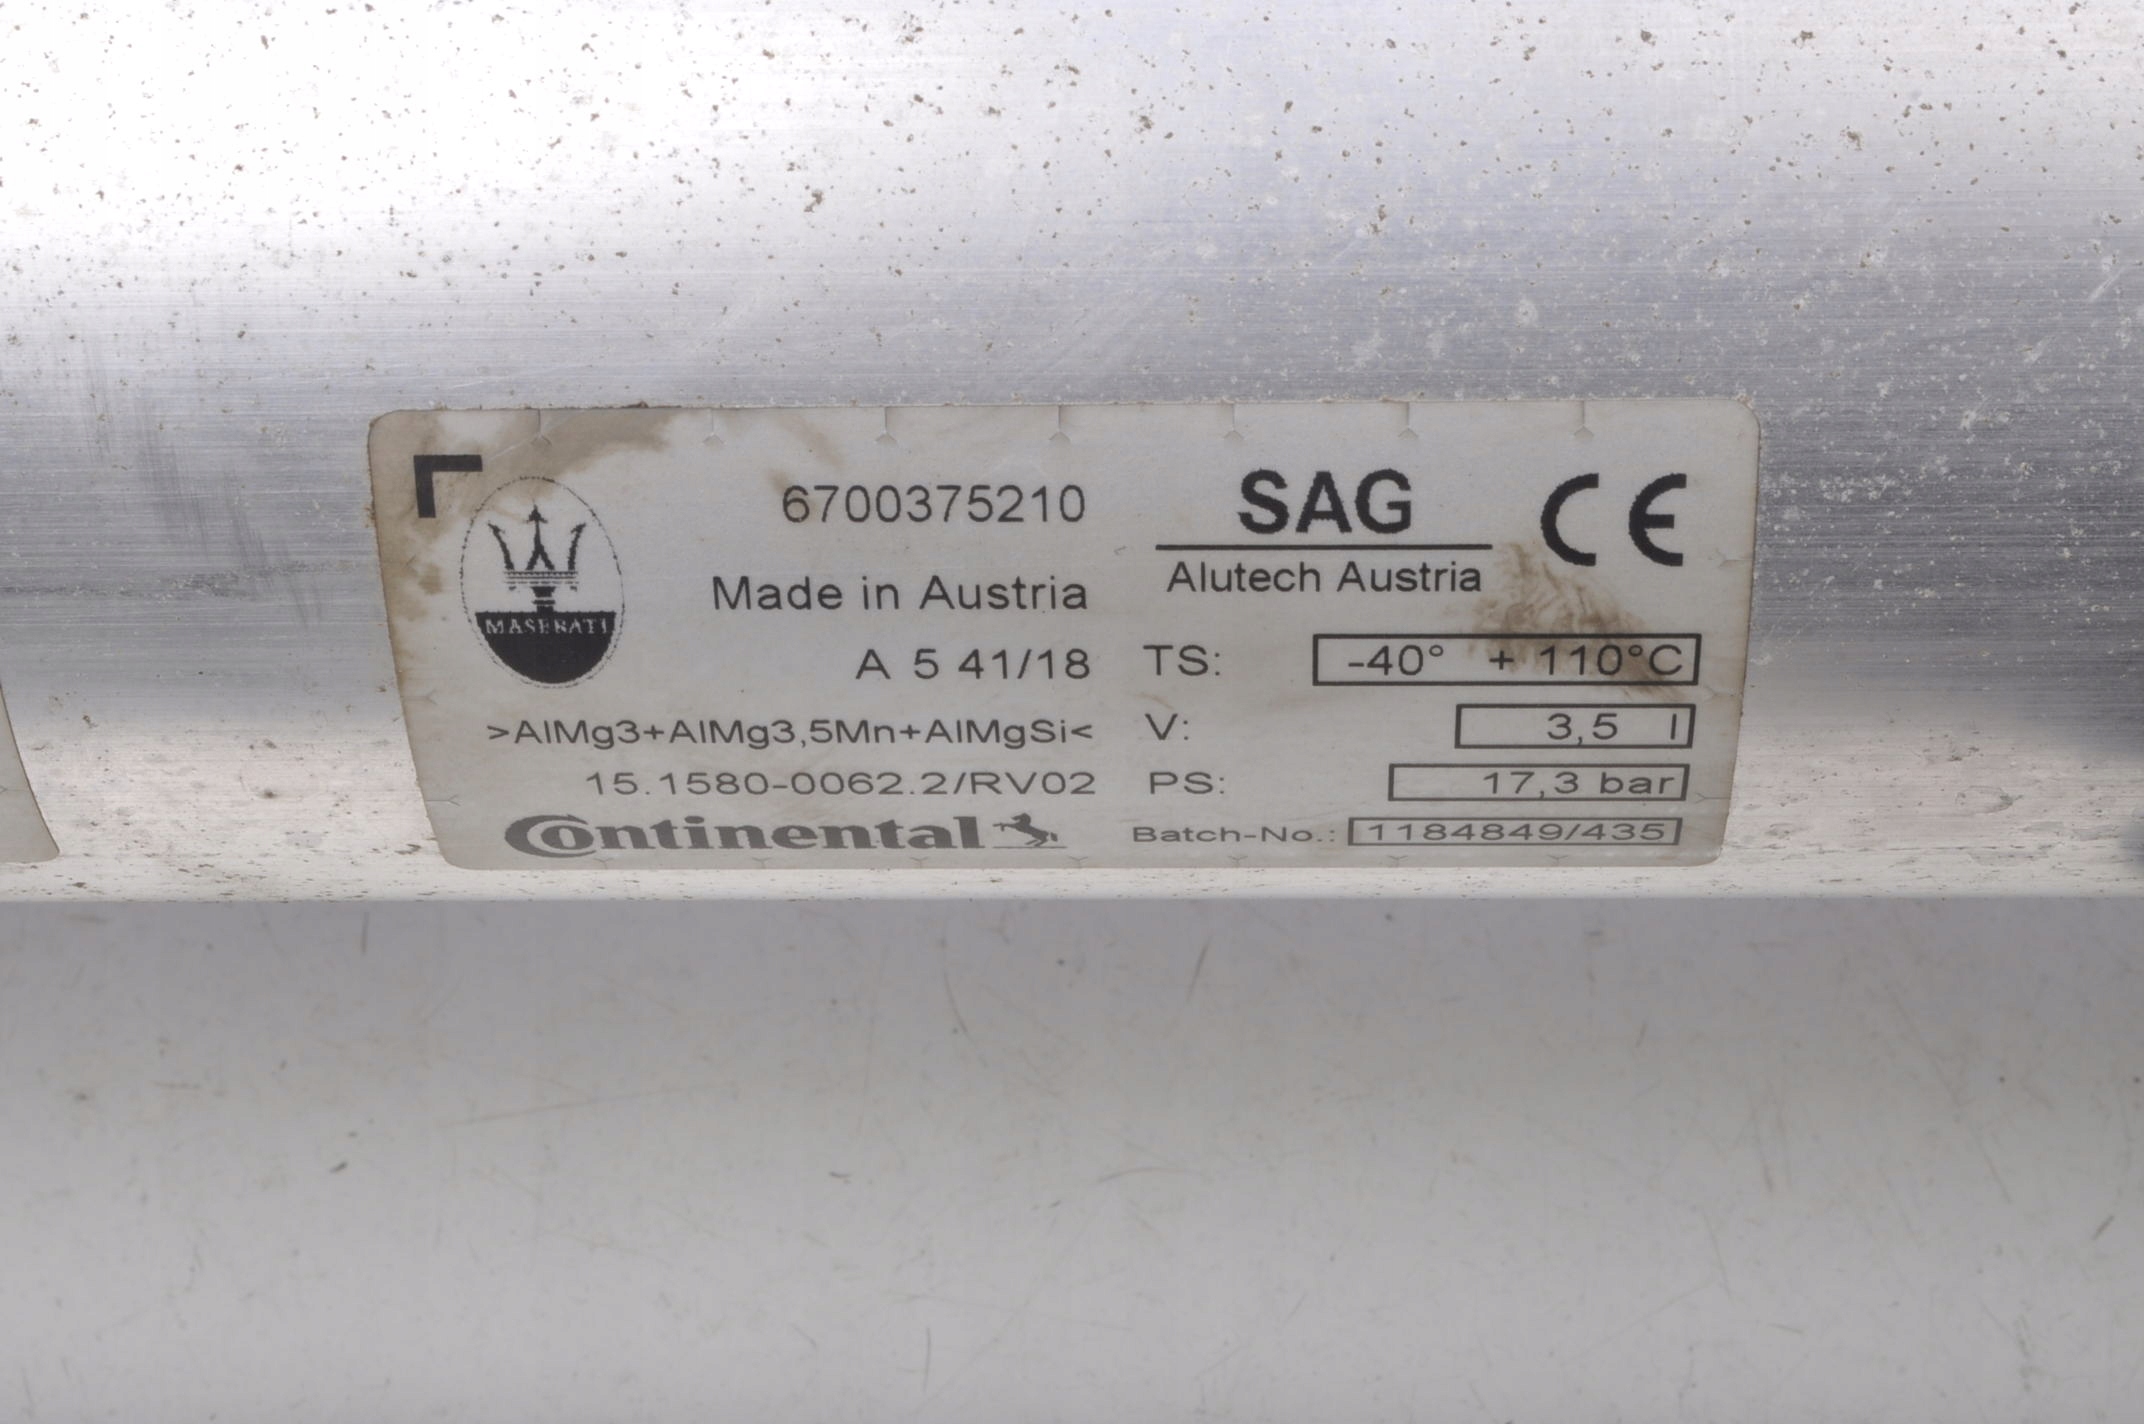 6700375210
SAG
CE
Made in Austria
Alutech Austria
MASERATI
A 5 41/18
TS: -40° + 110°C
>AlMg3+AlMg3,5Mn+AlMgSi<
V: 3,5 l
15.1580-0062.2/RV02
PS: 17,3 bar
Continental
Batch-No.: 1184849/435